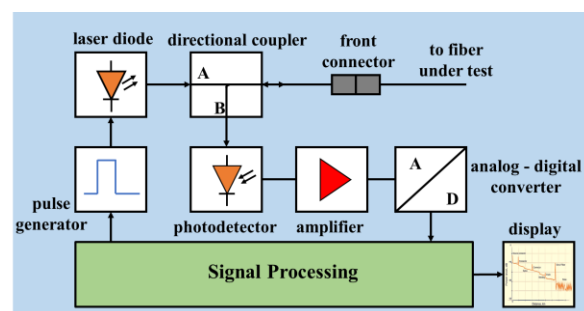 laser diode
directional coupler
front
connector
to fiber
under test
A
B
pulse
generator
photodetector
amplifier
A
D
analog - digital
converter
display
Signal Processing